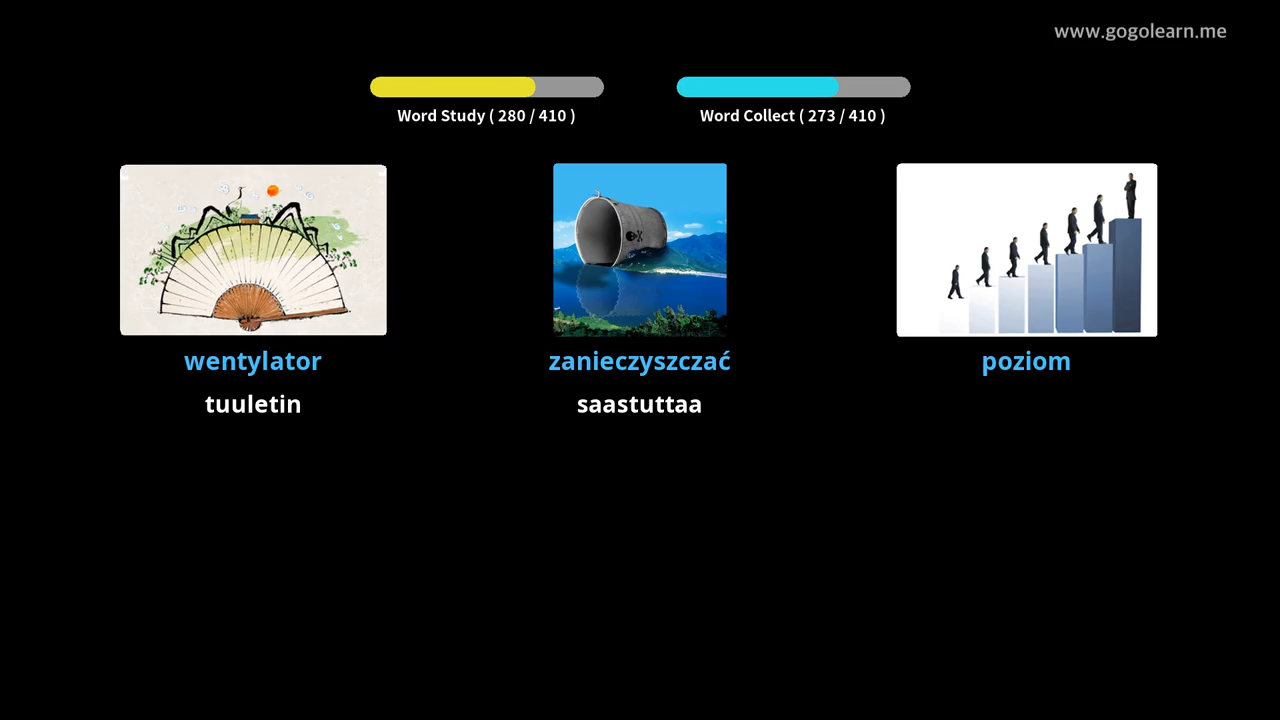 www.gogolearn.me
Word Study ( 280 / 410 )
Word Collect ( 273 / 410 )
wentylator
tuuletin
zanieczyszczać
saastuttaa
poziom